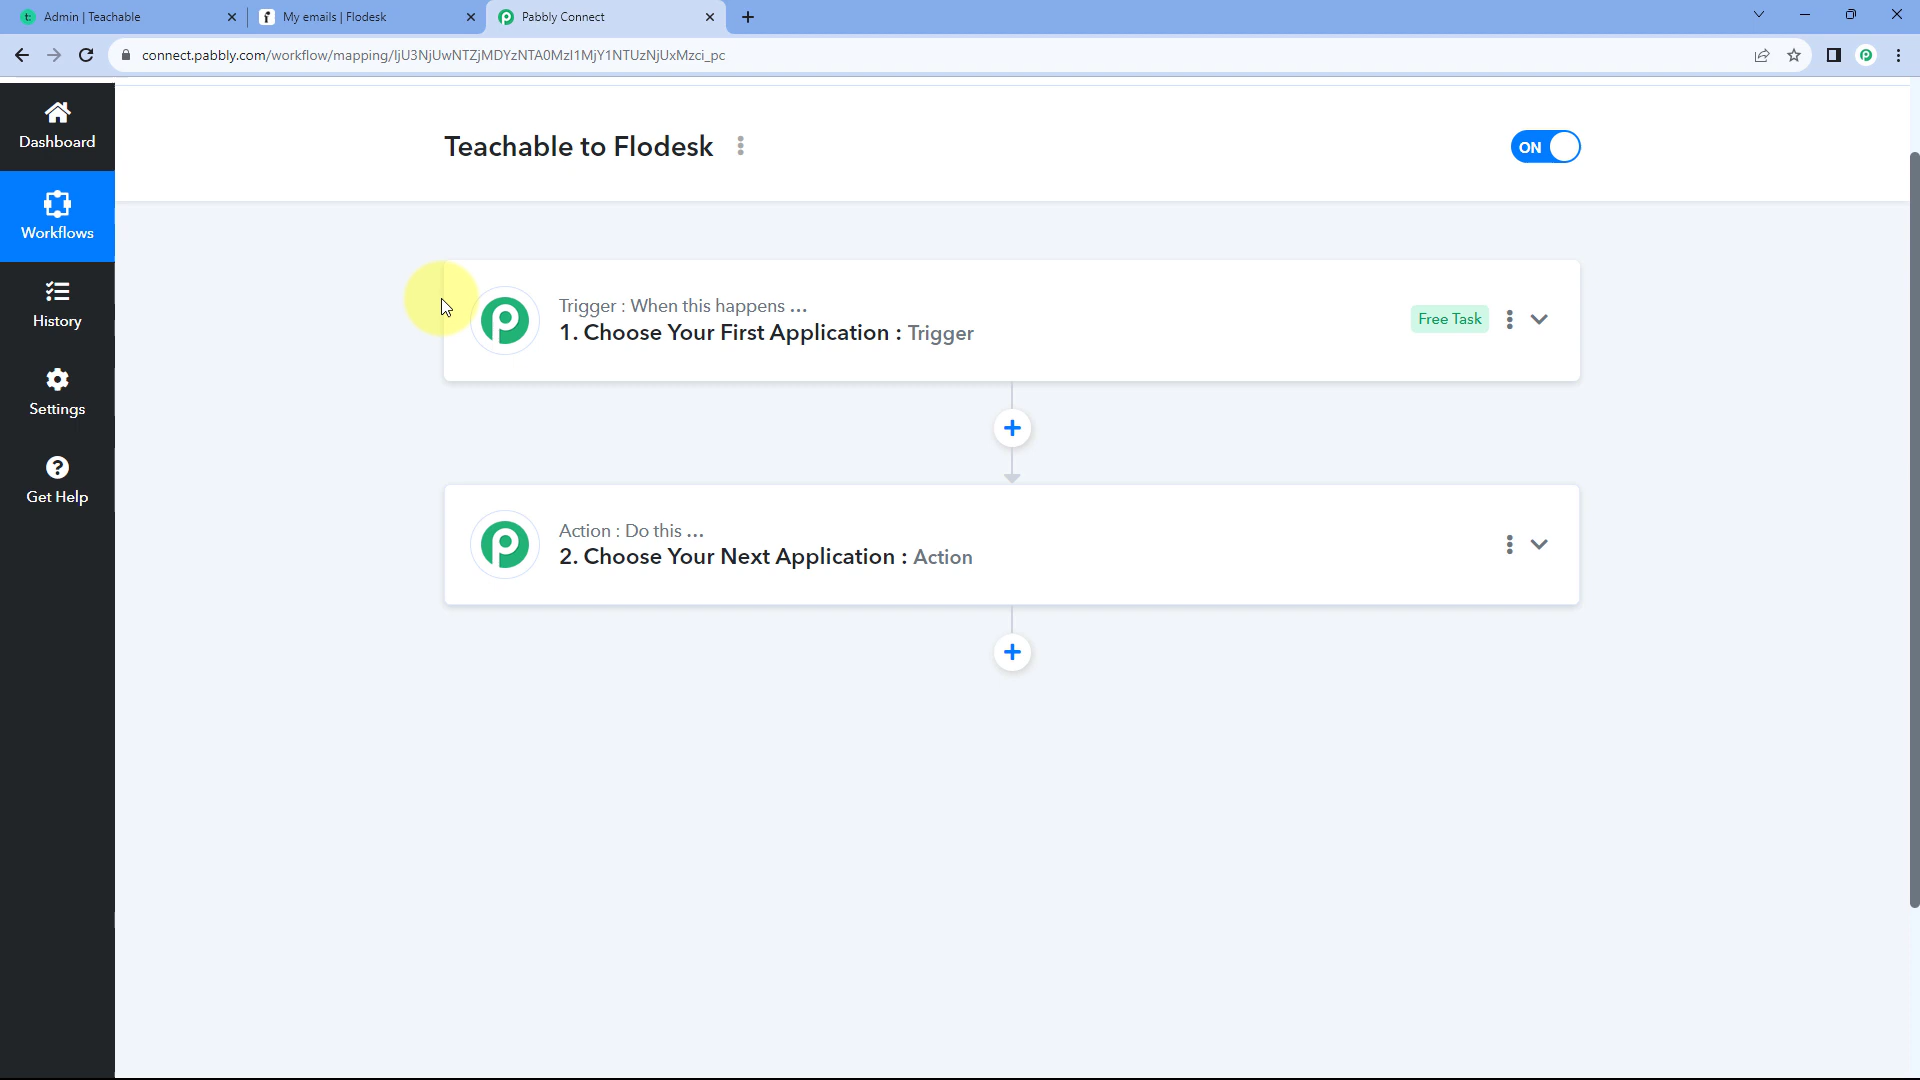 Admin | Teachable
My emails | Flodesk
Pabbly Connect
connect.pabbly.com/workflow/mapping/IjU3NjUwNTZjMDYzNTA0MzI1MjY1NTUzNjUxMzci_pc
Dashboard
Workflows
History
Settings
Get Help
Teachable to Flodesk
ON
Trigger : When this happens ...
1. Choose Your First Application : Trigger
Free Task
Action : Do this ...
2. Choose Your Next Application : Action